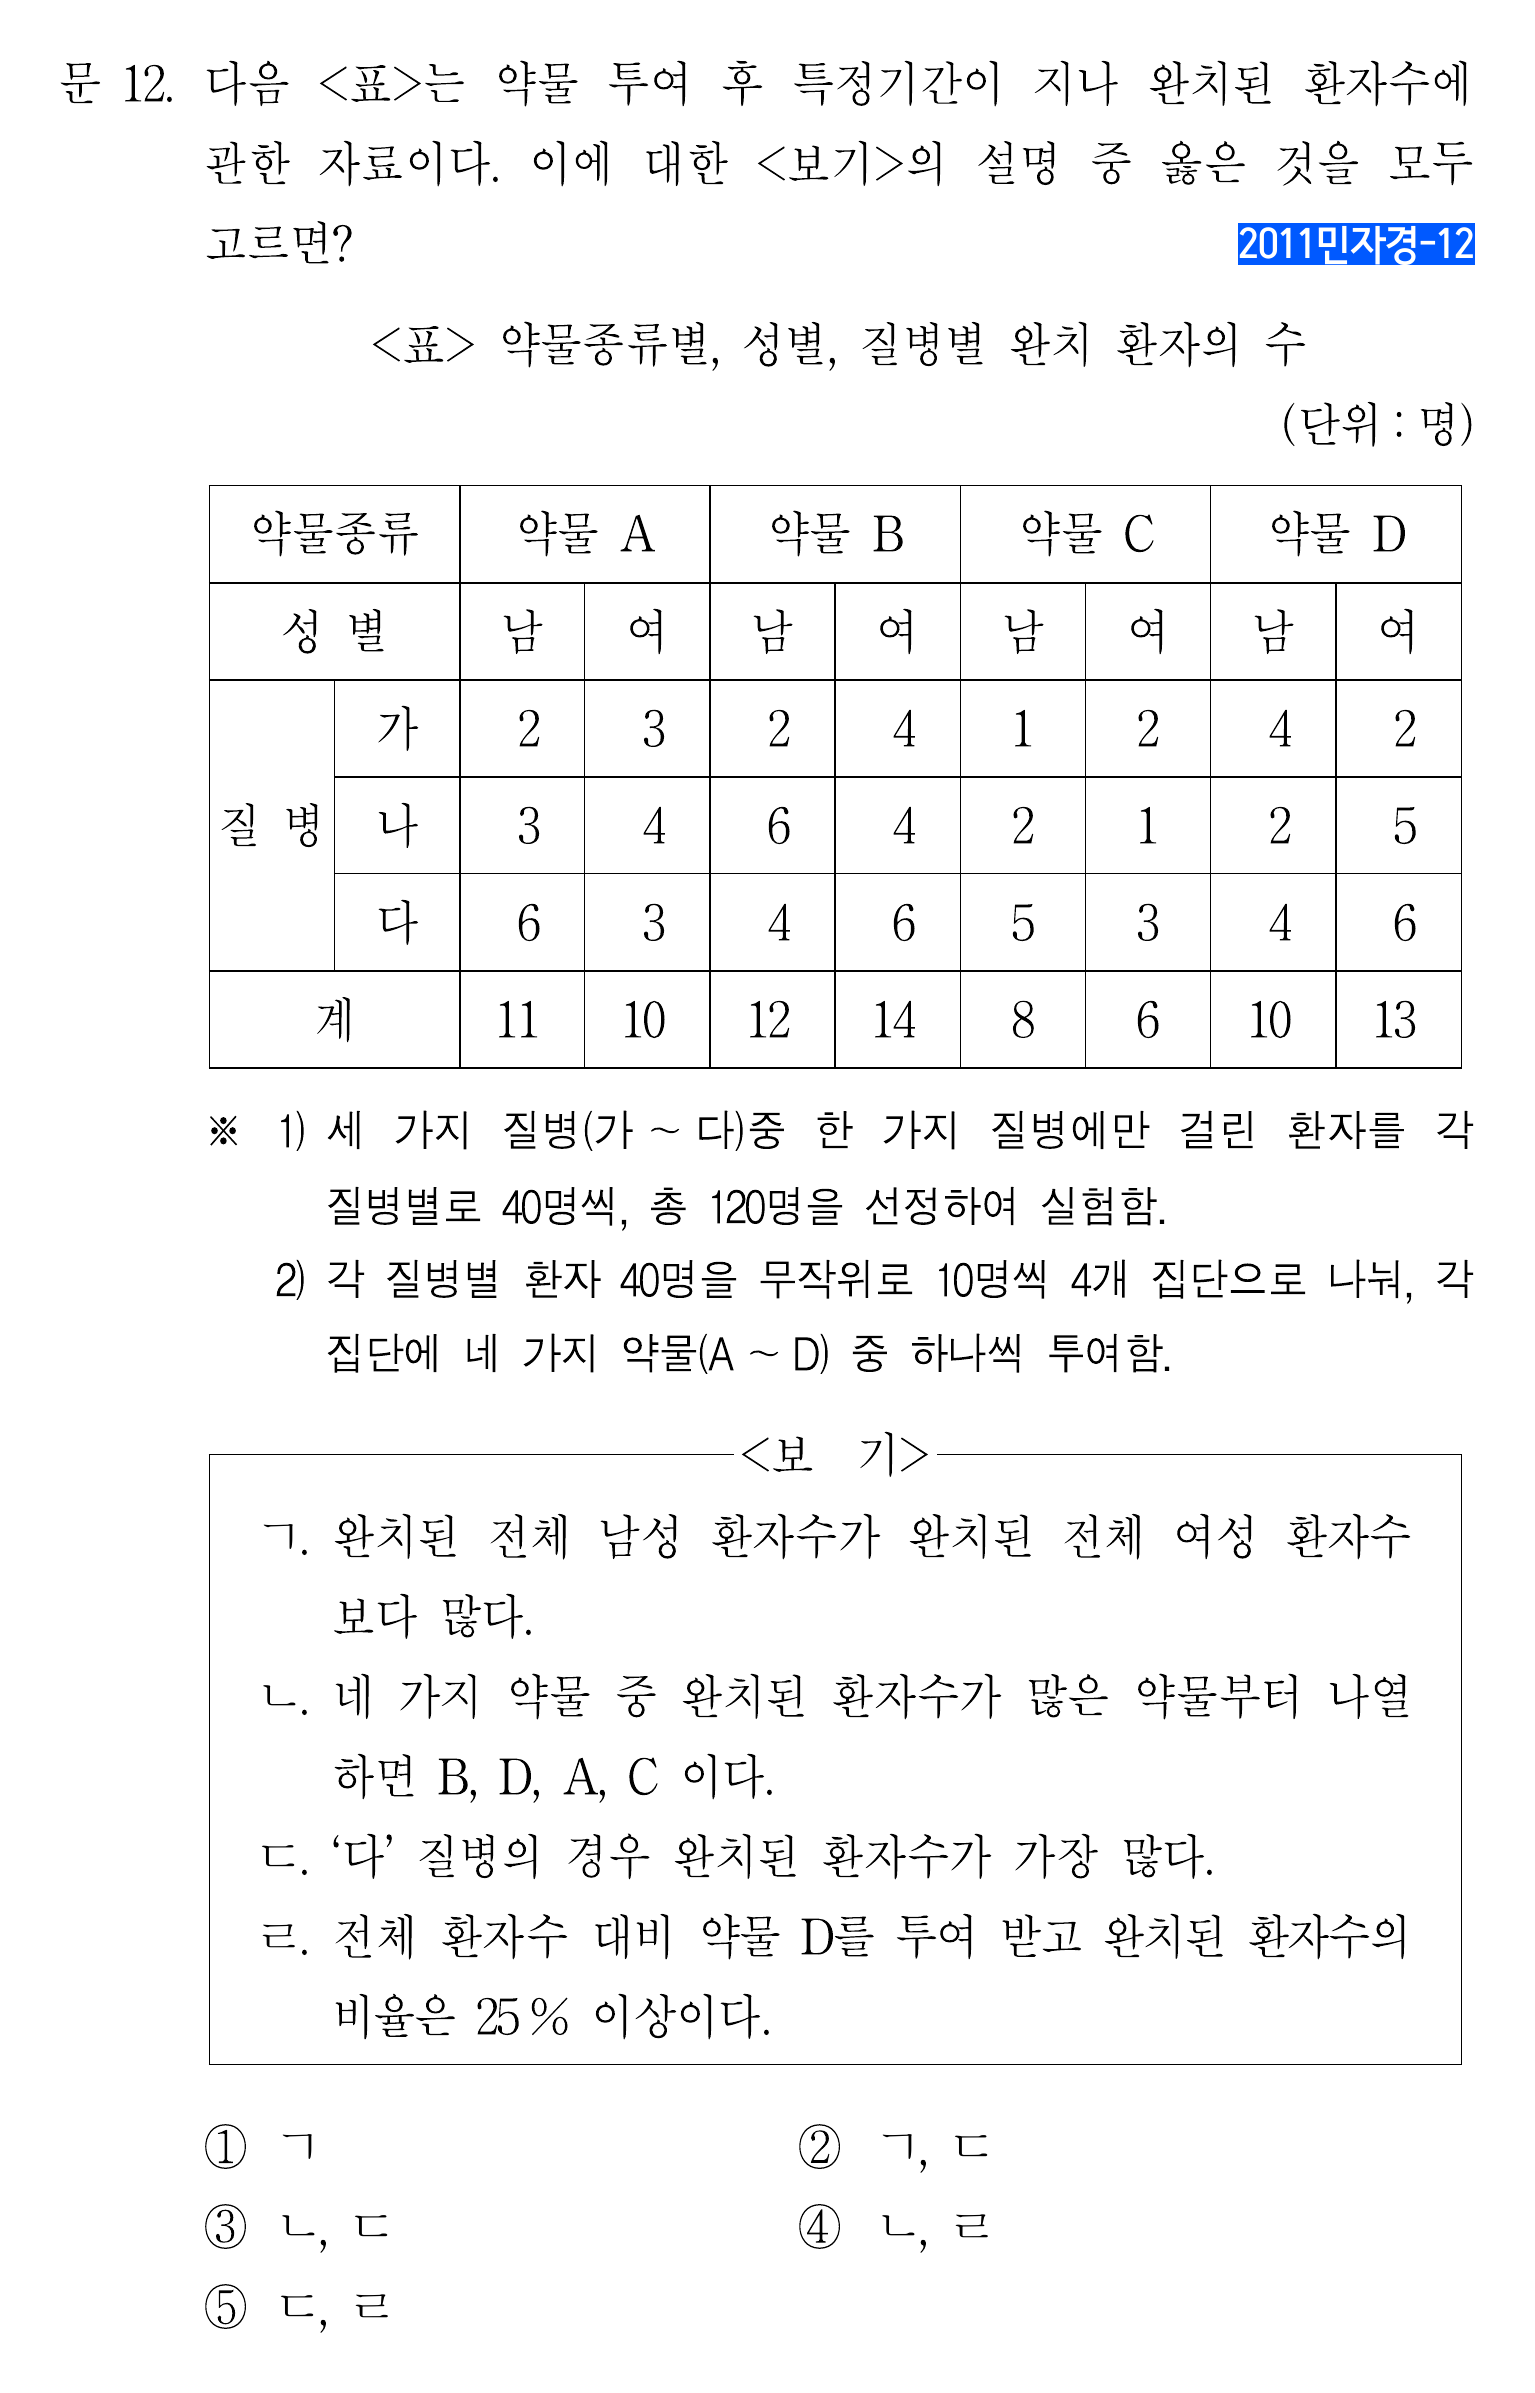 문 12. 다음 <표>는 약물 투여 후 특정기간이 지나 완치된 환자수에
관한 자료이다. 이에 대한 <보기>의 설명 중 옳은 것을 모두
고르면?
2011민자경-12
<표> 약물종류별, 성별, 질병별 완치 환자의 수
(단위 : 명)
약물종류 약물 A 약물 B 약물 C 약물 D
성 별 남 여 남 여 남 여 남 여
질 병 가 2 3 2 4 1 2 4 2
나 3 4 6 4 2 1 2 5
다 6 3 4 6 5 3 4 6
계 11 10 12 14 8 6 10 13
※ 1) 세 가지 질병(가 ~ 다)중 한 가지 질병에만 걸린 환자를 각
질병별로 40명씩, 총 120명을 선정하여 실험함.
2) 각 질병별 환자 40명을 무작위로 10명씩 4개 집단으로 나눠, 각
집단에 네 가지 약물(A ~ D) 중 하나씩 투여함.
<보 기>
ㄱ. 완치된 전체 남성 환자수가 완치된 전체 여성 환자수
보다 많다.
ㄴ. 네 가지 약물 중 완치된 환자수가 많은 약물부터 나열
하면 B, D, A, C 이다.
ㄷ. ‘다’ 질병의 경우 완치된 환자수가 가장 많다.
ㄹ. 전체 환자수 대비 약물 D를 투여 받고 완치된 환자수의
비율은 25% 이상이다.
① ㄱ ② ㄱ, ㄷ
③ ㄴ, ㄷ ④ ㄴ, ㄹ
⑤ ㄷ, ㄹ